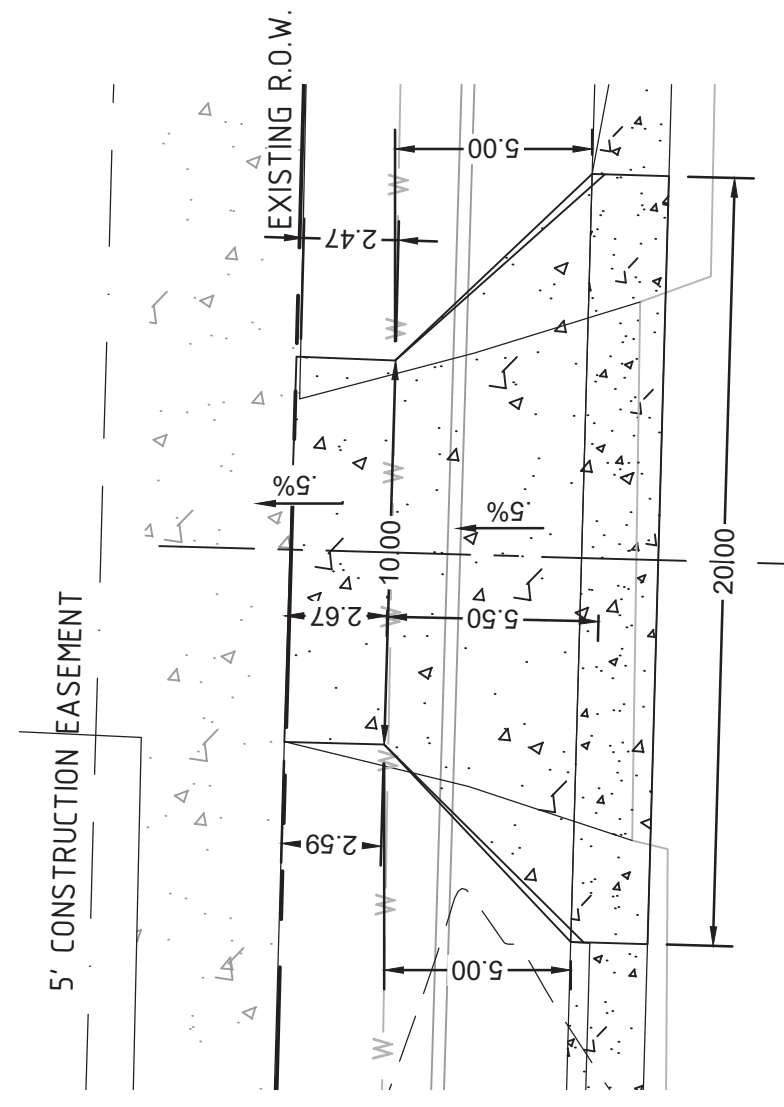 EXISTING R.O.W.
5.00
2.47
W
W
W
.5%
.5%
10.00
20.00
2.67
5.50
W
5' CONSTRUCTION EASEMENT
W
2.59
W
5.00
W